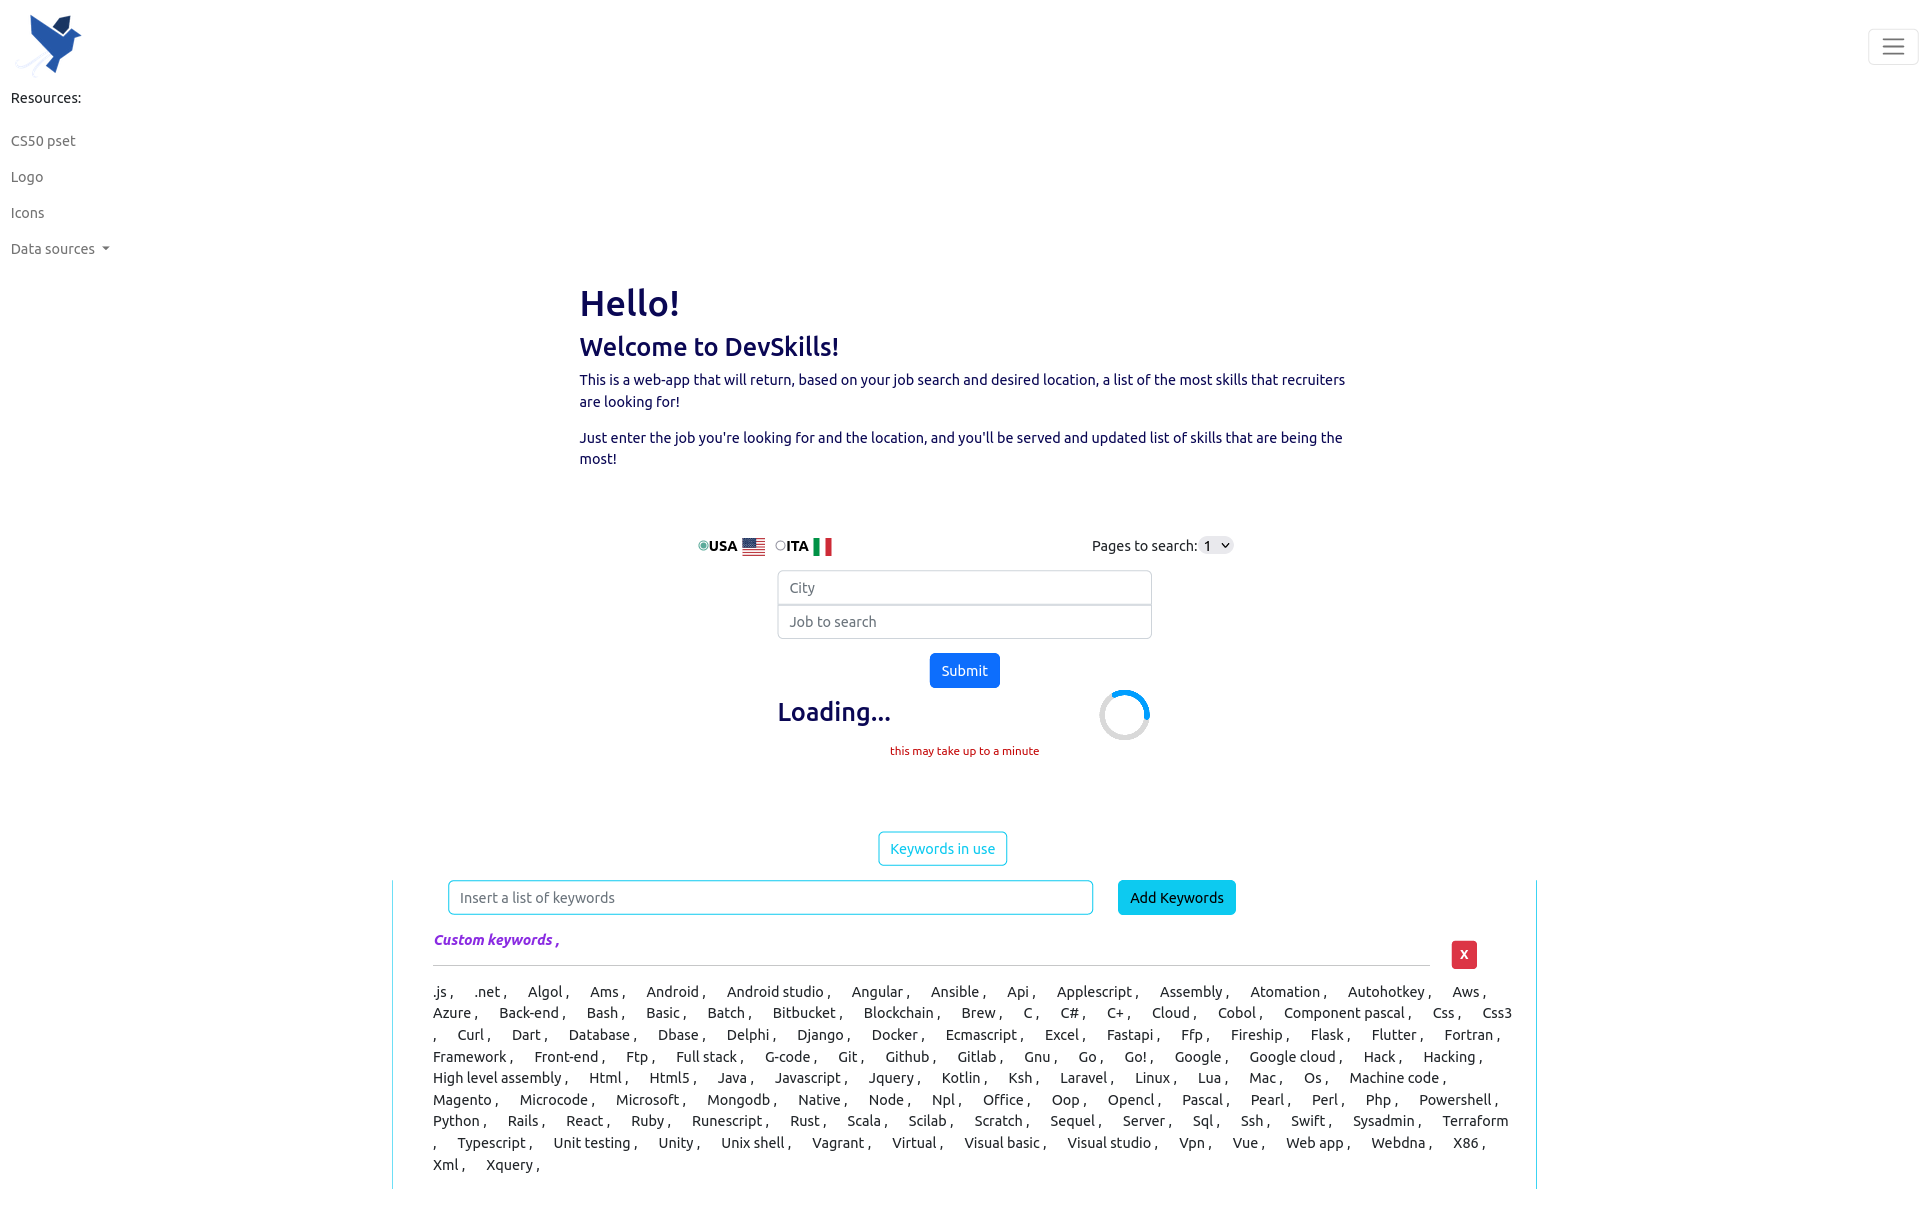 Resources:
CS50 pset
Logo
Icons
Data sources
Hello!
Welcome to DevSkills!
This is a web-app that will return, based on your job search and desired location, a list of the most skills that recruiters
are looking for!
Just enter the job you're looking for and the location, and you'll be served and updated list of skills that are being the
most!
USA ITA Pages to search: 1
City
Job to search
Submit
Loading...
this may take up to a minute
Keywords in use
Insert a list of keywords Add Keywords
Custom keywords ,
X
.js , .net , Algol , Ams , Android , Android studio , Angular , Ansible , Api , Applescript , Assembly , Atomation , Autohotkey , Aws ,
Azure , Back-end , Bash , Basic , Batch , Bitbucket , Blockchain , Brew , C , C# , C+ , Cloud , Cobol , Component pascal , Css , Css3
, Curl , Dart , Database , Dbase , Delphi , Django , Docker , Ecmascript , Excel , Fastapi , Ffp , Fireship , Flask , Flutter , Fortran ,
Framework , Front-end , Ftp , Full stack , G-code , Git , Github , Gitlab , Gnu , Go , Go! , Google , Google cloud , Hack , Hacking ,
High level assembly , Html , Html5 , Java , Javascript , Jquery , Kotlin , Ksh , Laravel , Linux , Lua , Mac , Os , Machine code ,
Magento , Microcode , Microsoft , Mongodb , Native , Node , Npl , Office , Oop , Opencl , Pascal , Pearl , Perl , Php , Powershell ,
Python , Rails , React , Ruby , Runescript , Rust , Scala , Scilab , Scratch , Sequel , Server , Sql , Ssh , Swift , Sysadmin , Terraform
, Typescript , Unit testing , Unity , Unix shell , Vagrant , Virtual , Visual basic , Visual studio , Vpn , Vue , Web app , Webdna , X86 ,
Xml , Xquery ,